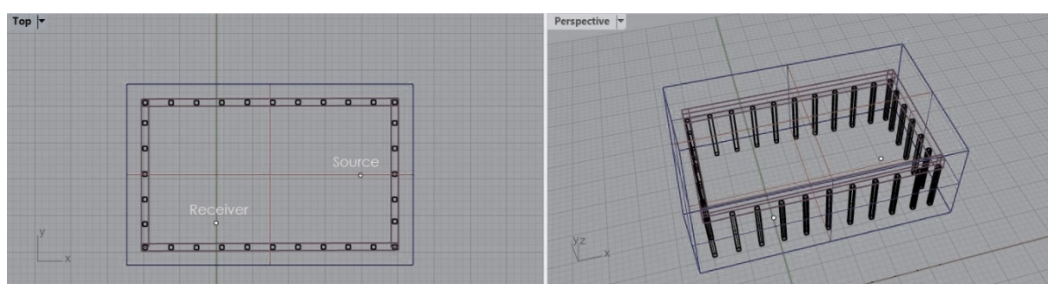 Top
Source
Receiver
y
x
Perspective
yz
x